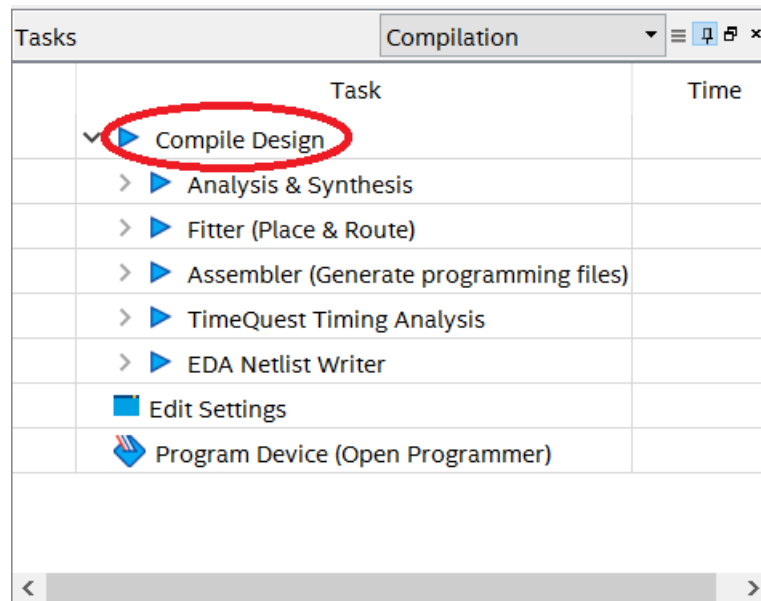 Tasks Compilation
Task Time
Compile Design
Analysis & Synthesis
Fitter (Place & Route)
Assembler (Generate programming files)
TimeQuest Timing Analysis
EDA Netlist Writer
Edit Settings
Program Device (Open Programmer)